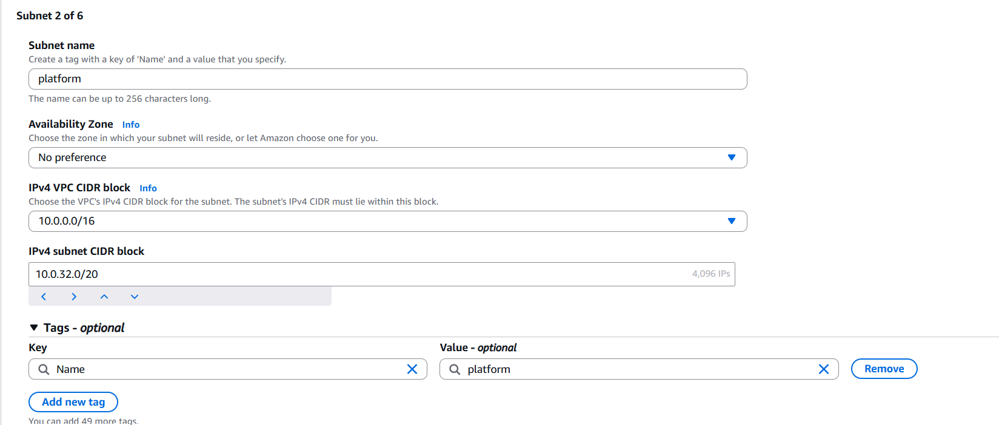 Subnet 2 of 6
Subnet name
Create a tag with a key of 'Name' and a value that you specify.
platform
The name can be up to 256 characters long.
Availability Zone Info
Choose the zone in which your subnet will reside, or let Amazon choose one for you.
No preference
IPv4 VPC CIDR block Info
Choose the VPC's IPv4 CIDR block for the subnet. The subnet's IPv4 CIDR must lie within this block.
10.0.0.0/16
IPv4 subnet CIDR block
10.0.32.0/20 4,096 IPs
Tags - optional
Key Value - optional
Name platform Remove
Add new tag
You can add 49 more tags.